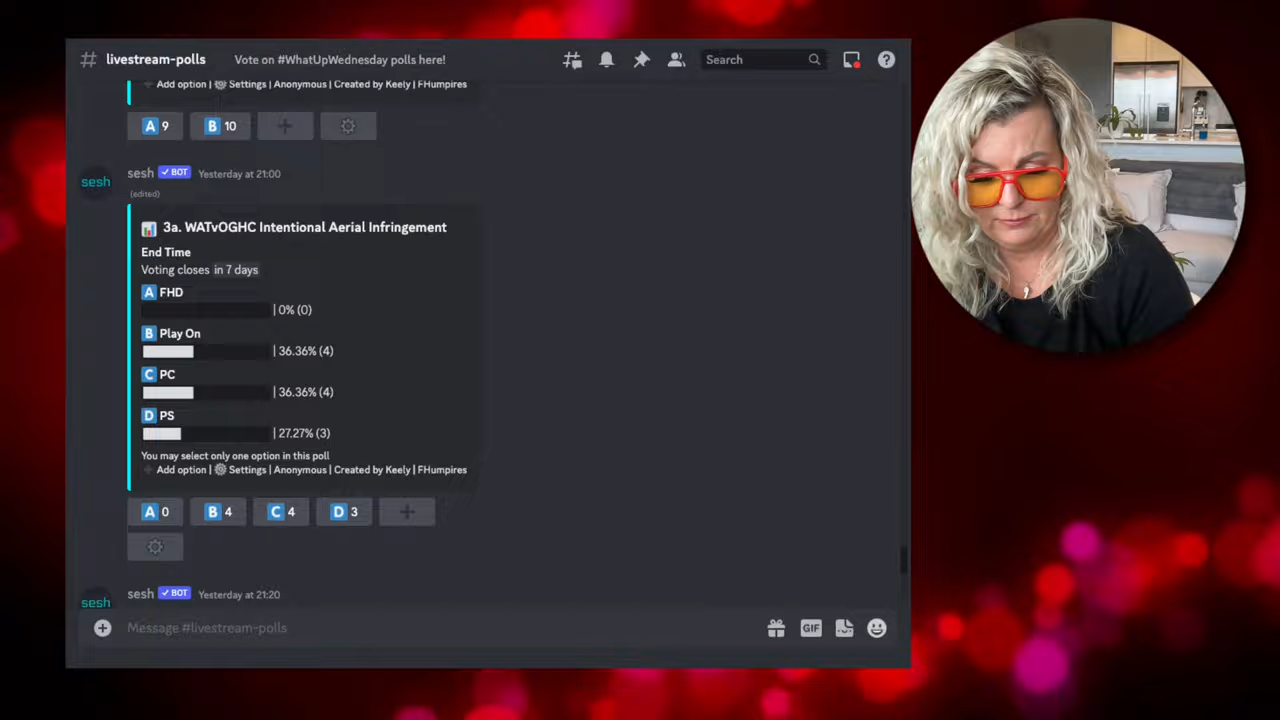 # livestream-polls Vote on #WhatUpWednesday polls here! Search
Add option | Settings | Anonymous | Created by Keely | FHumpires
A 9 B 10
sesh ✓ BOT Yesterday at 21:00
sesh
(edited)
3a. WATvOGHC Intentional Aerial Infringement
End Time
Voting closes in 7 days
A FHD
| 0% (0)
B Play On
| 36.36% (4)
C PC
| 36.36% (4)
D PS
| 27.27% (3)
You may select only one option in this poll
Add option | Settings | Anonymous | Created by Keely | FHumpires
A 0 B 4 C 4 D 3
sesh ✓ BOT Yesterday at 21:20
sesh
Message #livestream-polls GIF